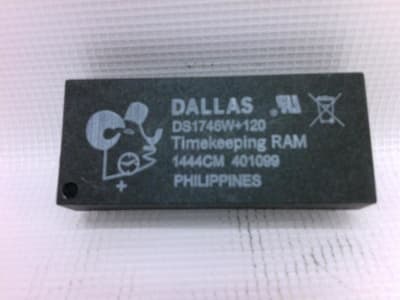 DALLAS
DS1746W+120
Timekeeping RAM
1444CM 401099
PHILIPPINES
+